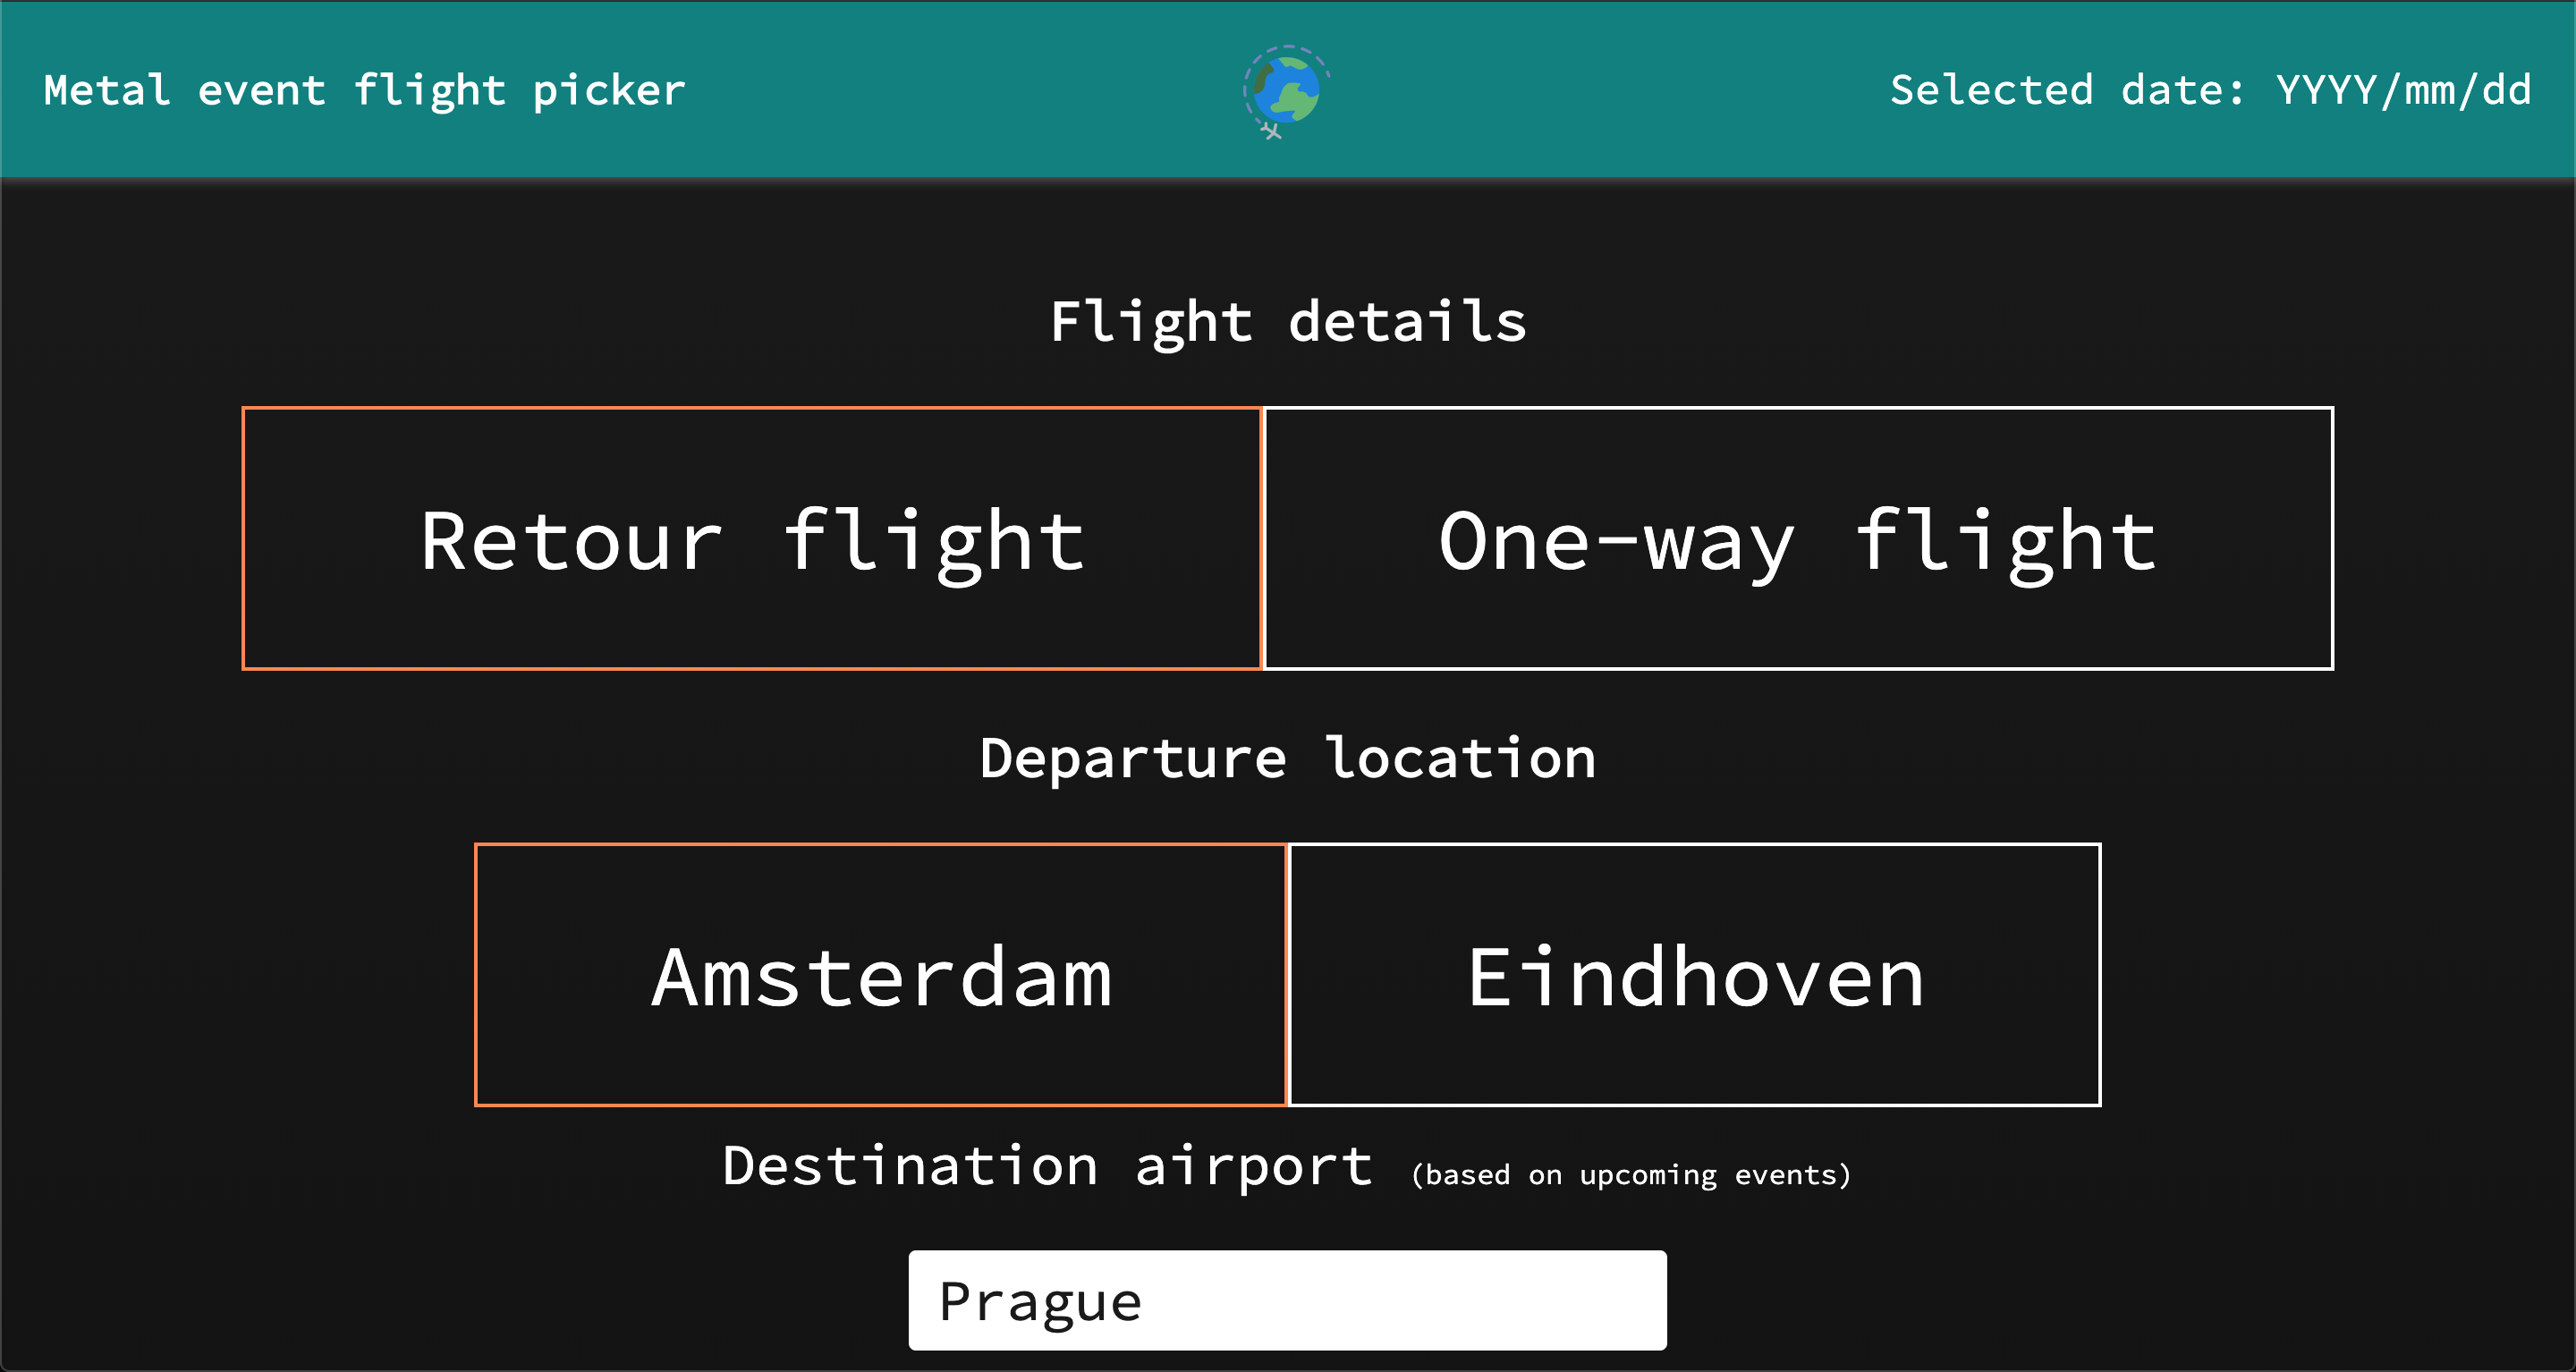 Metal event flight picker
Selected date: YYYY/mm/dd
Flight details
Retour flight
One-way flight
Departure location
Amsterdam
Eindhoven
Destination airport (based on upcoming events)
Prague